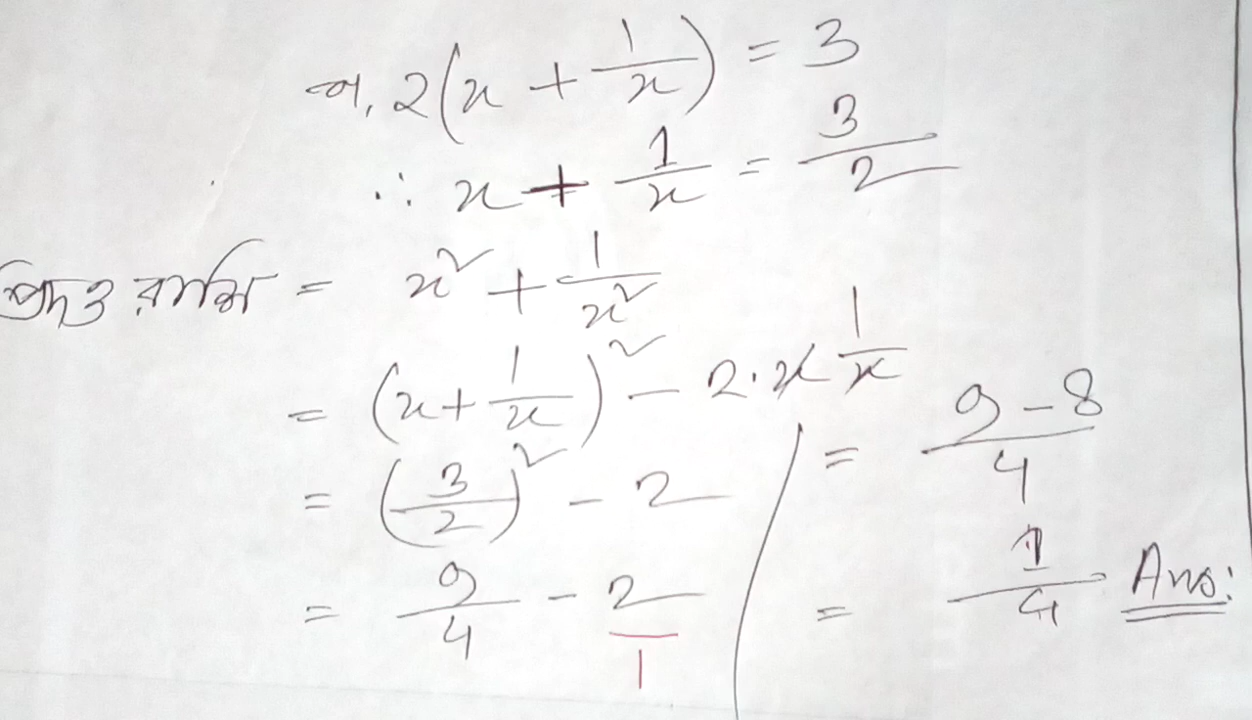 বা, 2(x + 1/x) = 3
∴ x + 1/x = 3/2
প্রদত্ত রাশি = x² + 1/x²
= (x + 1/x)² - 2·x 1/x
= (3/2)² - 2
= 9/4 - 2/1
= (9-8)/4
= 1/4 Ans: